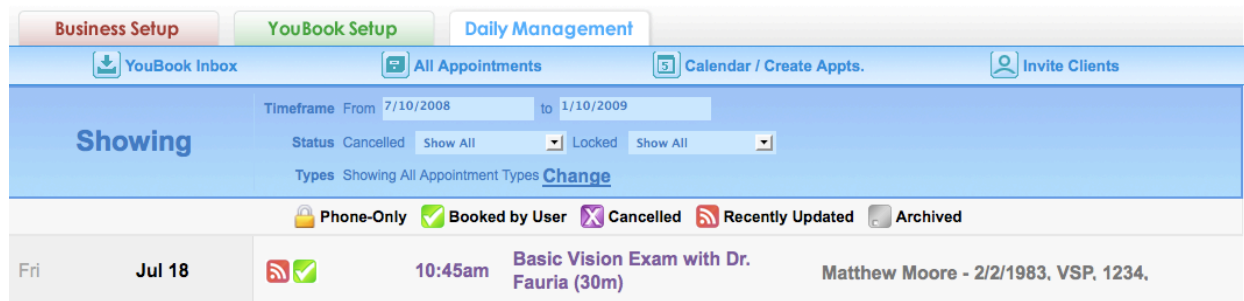 Business Setup YouBook Setup Daily Management
YouBook Inbox All Appointments 5 Calendar / Create Appts. Invite Clients
Showing
Timeframe From 7/10/2008 to 1/10/2009
Status Cancelled Show All Locked Show All
Types Showing All Appointment Types Change
Phone-Only Booked by User X Cancelled Recently Updated Archived
Fri Jul 18 10:45am Basic Vision Exam with Dr.
Fauria (30m) Matthew Moore - 2/2/1983, VSP, 1234,